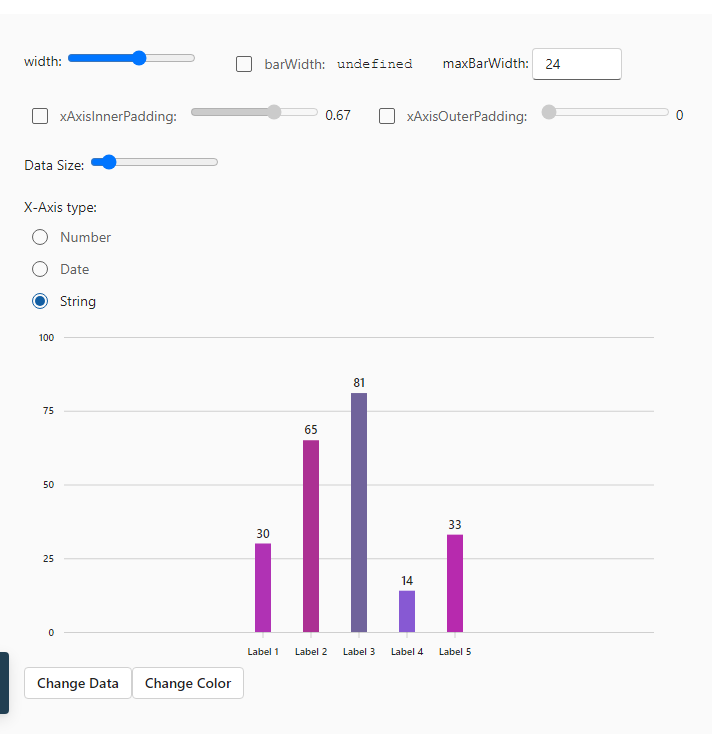 width: barWidth: undefined maxBarWidth: 24
xAxisInnerPadding: 0.67 xAxisOuterPadding: 0
Data Size:
X-Axis type:
Number
Date
String
100
81
75
65
50
33
30
25
14
0
Label 1 Label 2 Label 3 Label 4 Label 5
Change Data Change Color